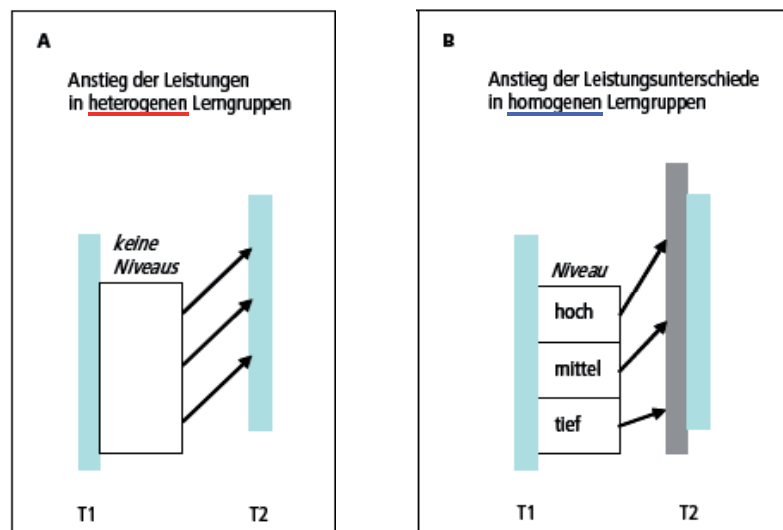 A
Anstieg der Leistungen
in heterogenen Lerngruppen
keine
Niveaus
T1
T2
B
Anstieg der Leistungsunterschiede
in homogenen Lerngruppen
Niveau
hoch
mittel
tief
T1
T2